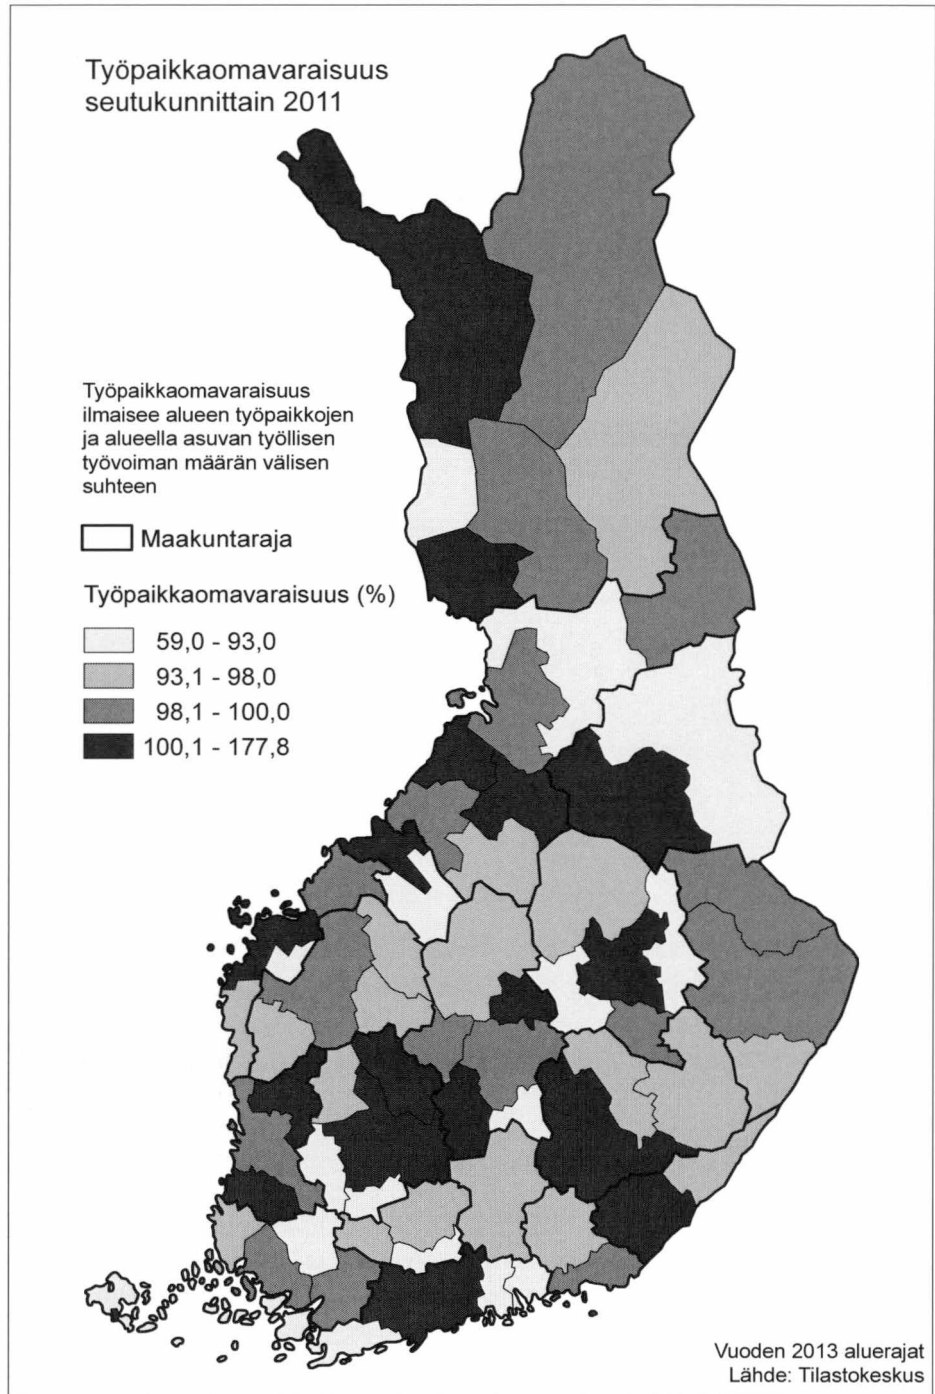 Työpaikkaomavaraisuus
seutukunnittain 2011
Työpaikkaomavaraisuus
ilmaisee alueen työpaikkojen
ja alueella asuvan työllisen
työvoiman määrän välisen
suhteen
Maakuntaraja
Työpaikkaomavaraisuus (%)
59,0 - 93,0
93,1 - 98,0
98,1 - 100,0
100,1 - 177,8
Vuoden 2013 aluerajat
Lähde: Tilastokeskus